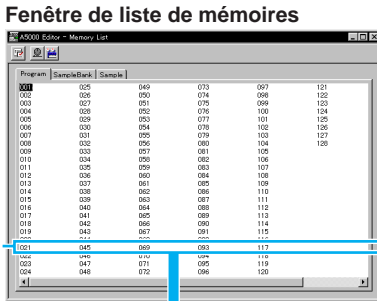 Fenêtre de liste de mémoires
A5000 Editor - Memory List
Program SampleBank Sample
001 025 049 073 097 121
002 026 050 074 098 122
003 027 051 075 099 123
004 028 052 076 100 124
005 029 053 077 101 125
006 030 054 078 102 126
007 031 055 079 103 127
008 032 056 080 104 128
009 033 057 081 105
010 034 058 082 106
011 035 059 083 107
012 036 060 084 108
013 037 061 085 109
014 038 062 086 110
015 039 063 087 111
016 040 064 088 112
017 041 065 089 113
018 042 066 090 114
019 043 067 091 115
021 045 069 093 117
022 046 070 094 118
023 047 071 095 119
024 048 072 096 120